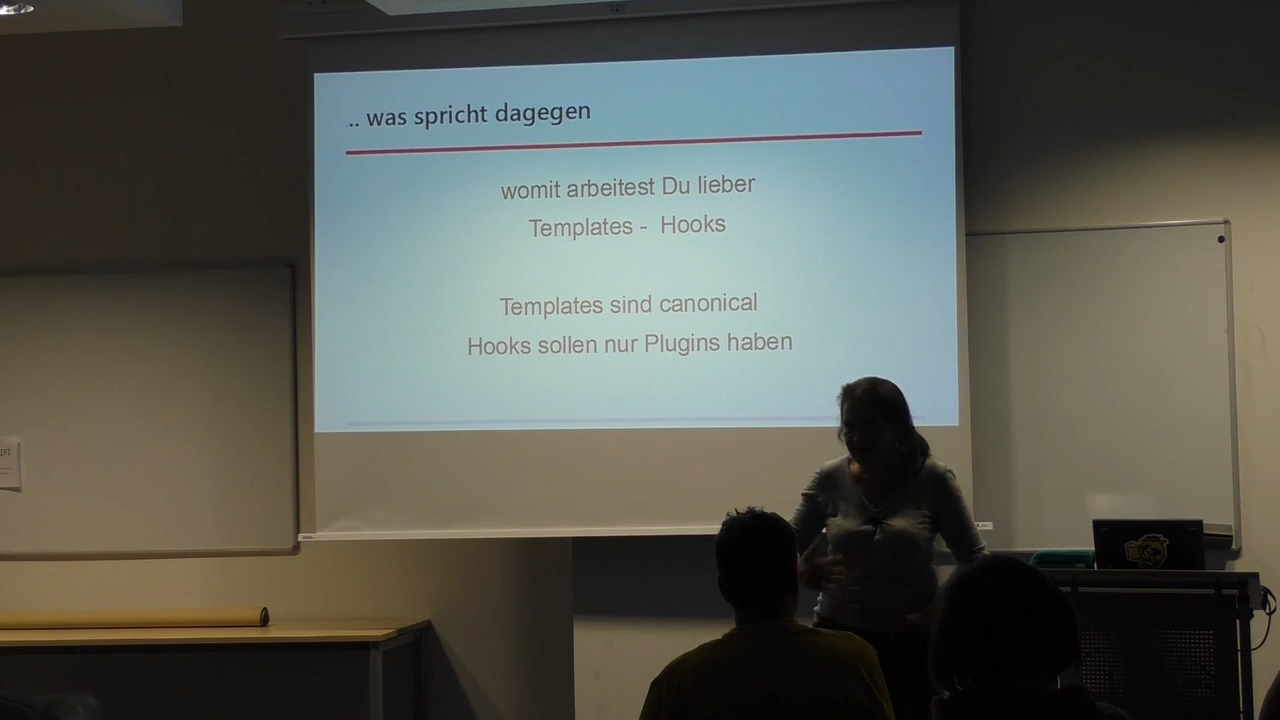 .. was spricht dagegen
womit arbeitest Du lieber
Templates - Hooks
Templates sind canonical
Hooks sollen nur Plugins haben